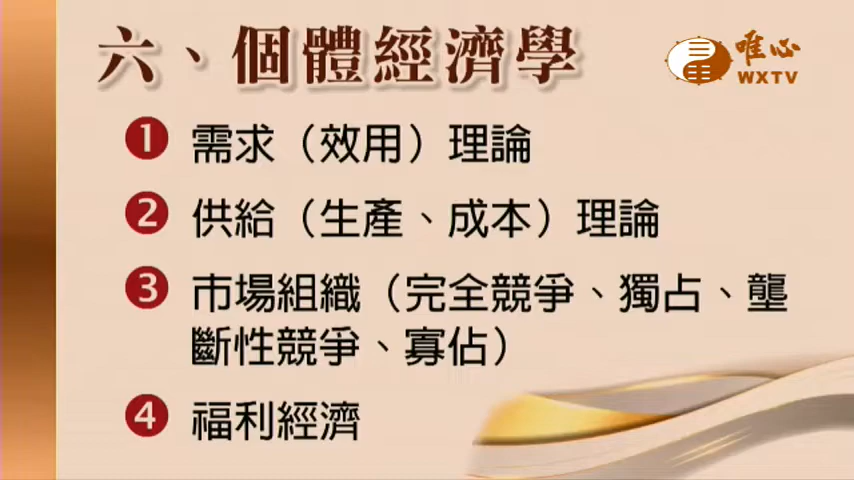 六、個體經濟學
唯心
WXTV
1 需求（效用）理論
2 供給（生產、成本）理論
3 市場組織（完全競爭、獨占、壟
斷性競爭、寡佔）
4 福利經濟